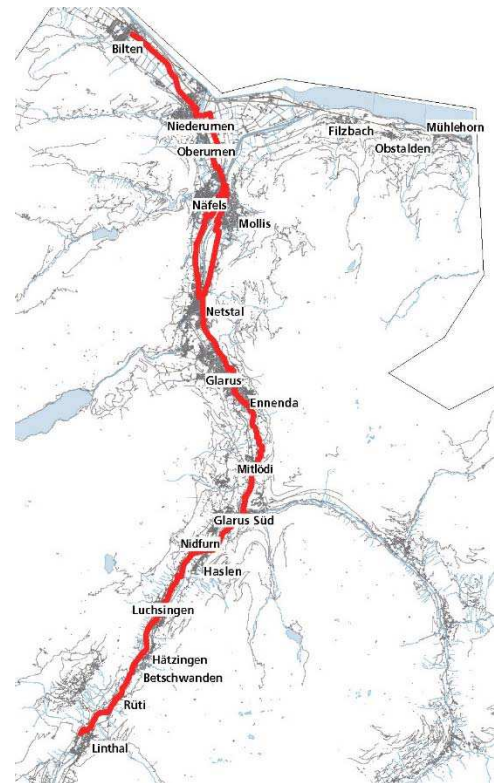 Bilten
Niederurnen
Filzbach
Mühlehorn
Oberurnen
Obstalden
Näfels
Mollis
Netstal
Glarus
Ennenda
Mitlödi
Glarus Süd
Nidfurn
Haslen
Luchsingen
Hätzingen
Betschwanden
Rüti
Linthal